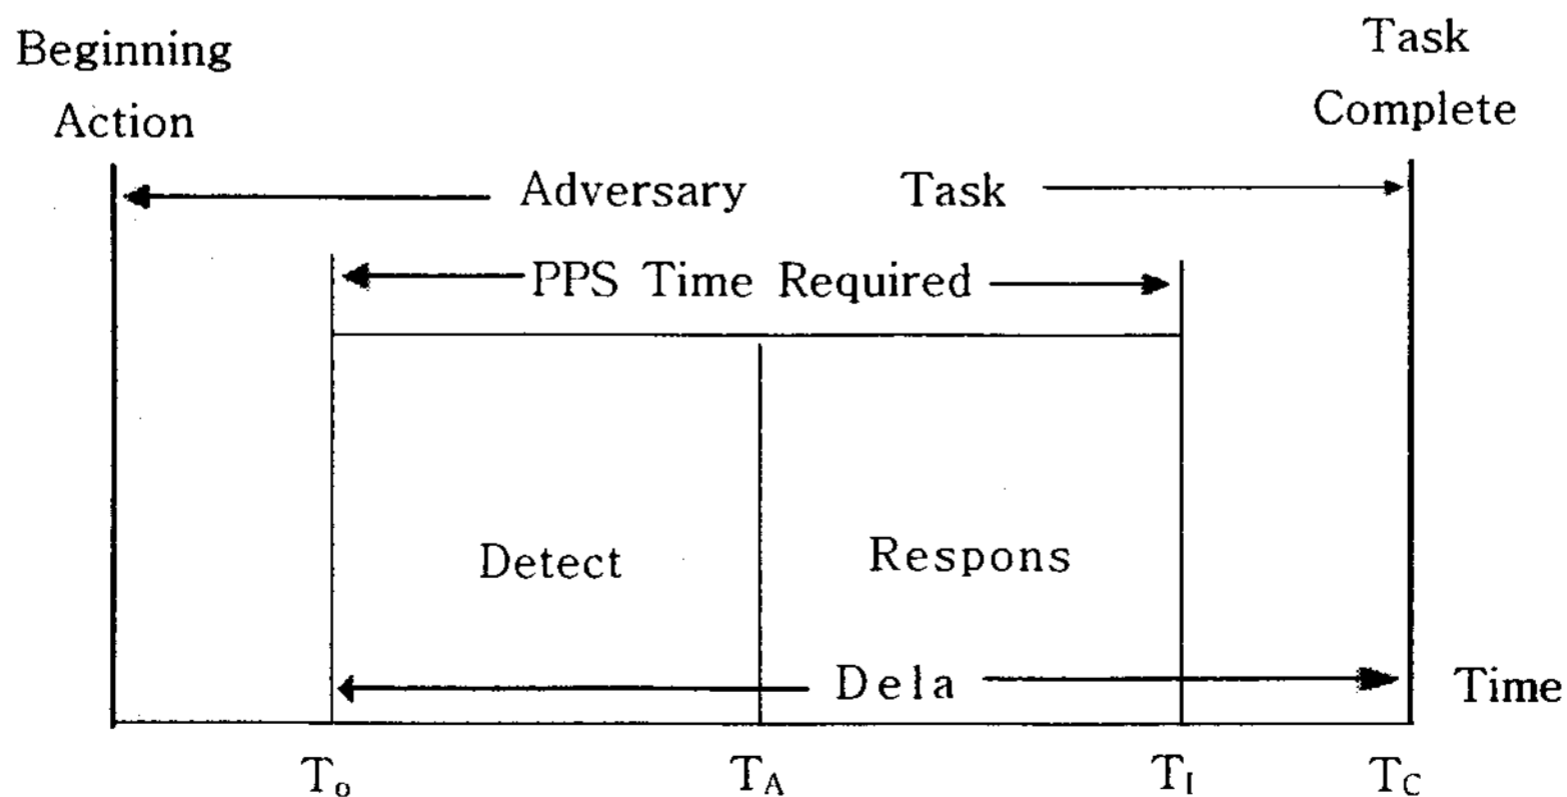 Beginning
Action
Task
Complete
Adversary Task
PPS Time Required
Detect
Respons
Dela
Time
To
TA
TI
TC